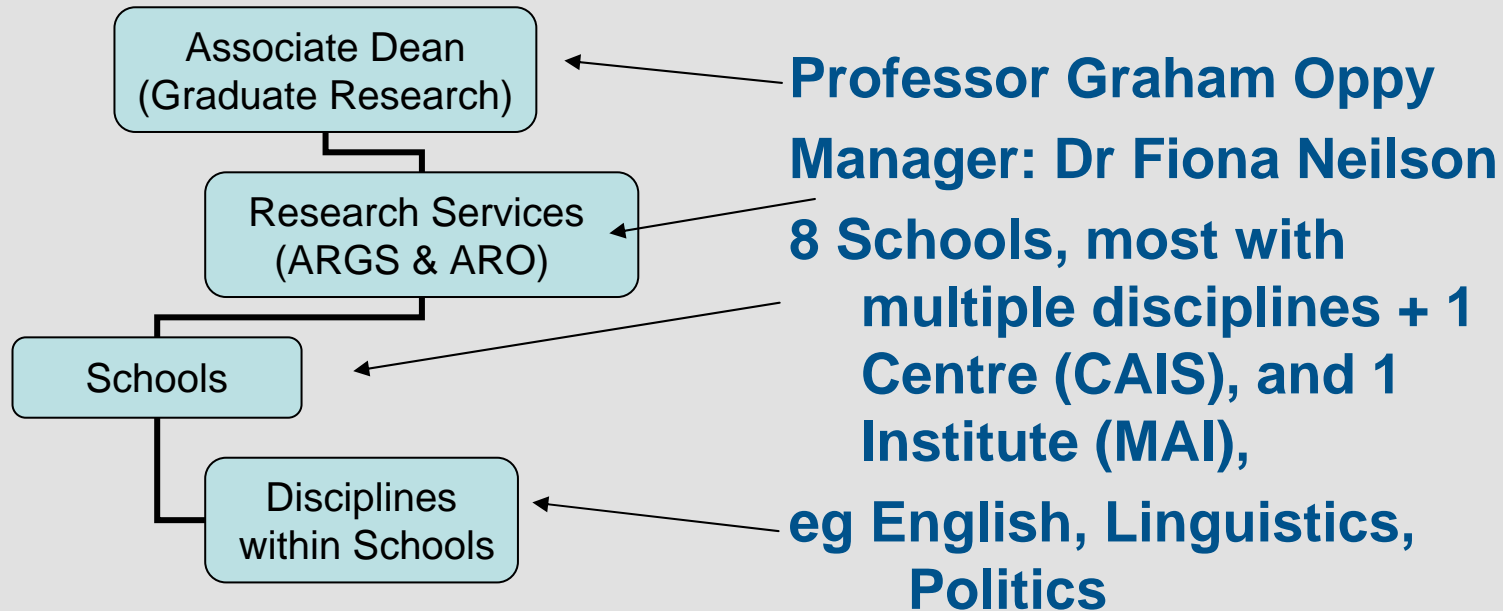 Associate Dean
(Graduate Research)
Research Services
(ARGS & ARO)
Schools
Disciplines
within Schools
Professor Graham Oppy
Manager: Dr Fiona Neilson
8 Schools, most with
multiple disciplines + 1
Centre (CAIS), and 1
Institute (MAI),
eg English, Linguistics,
Politics